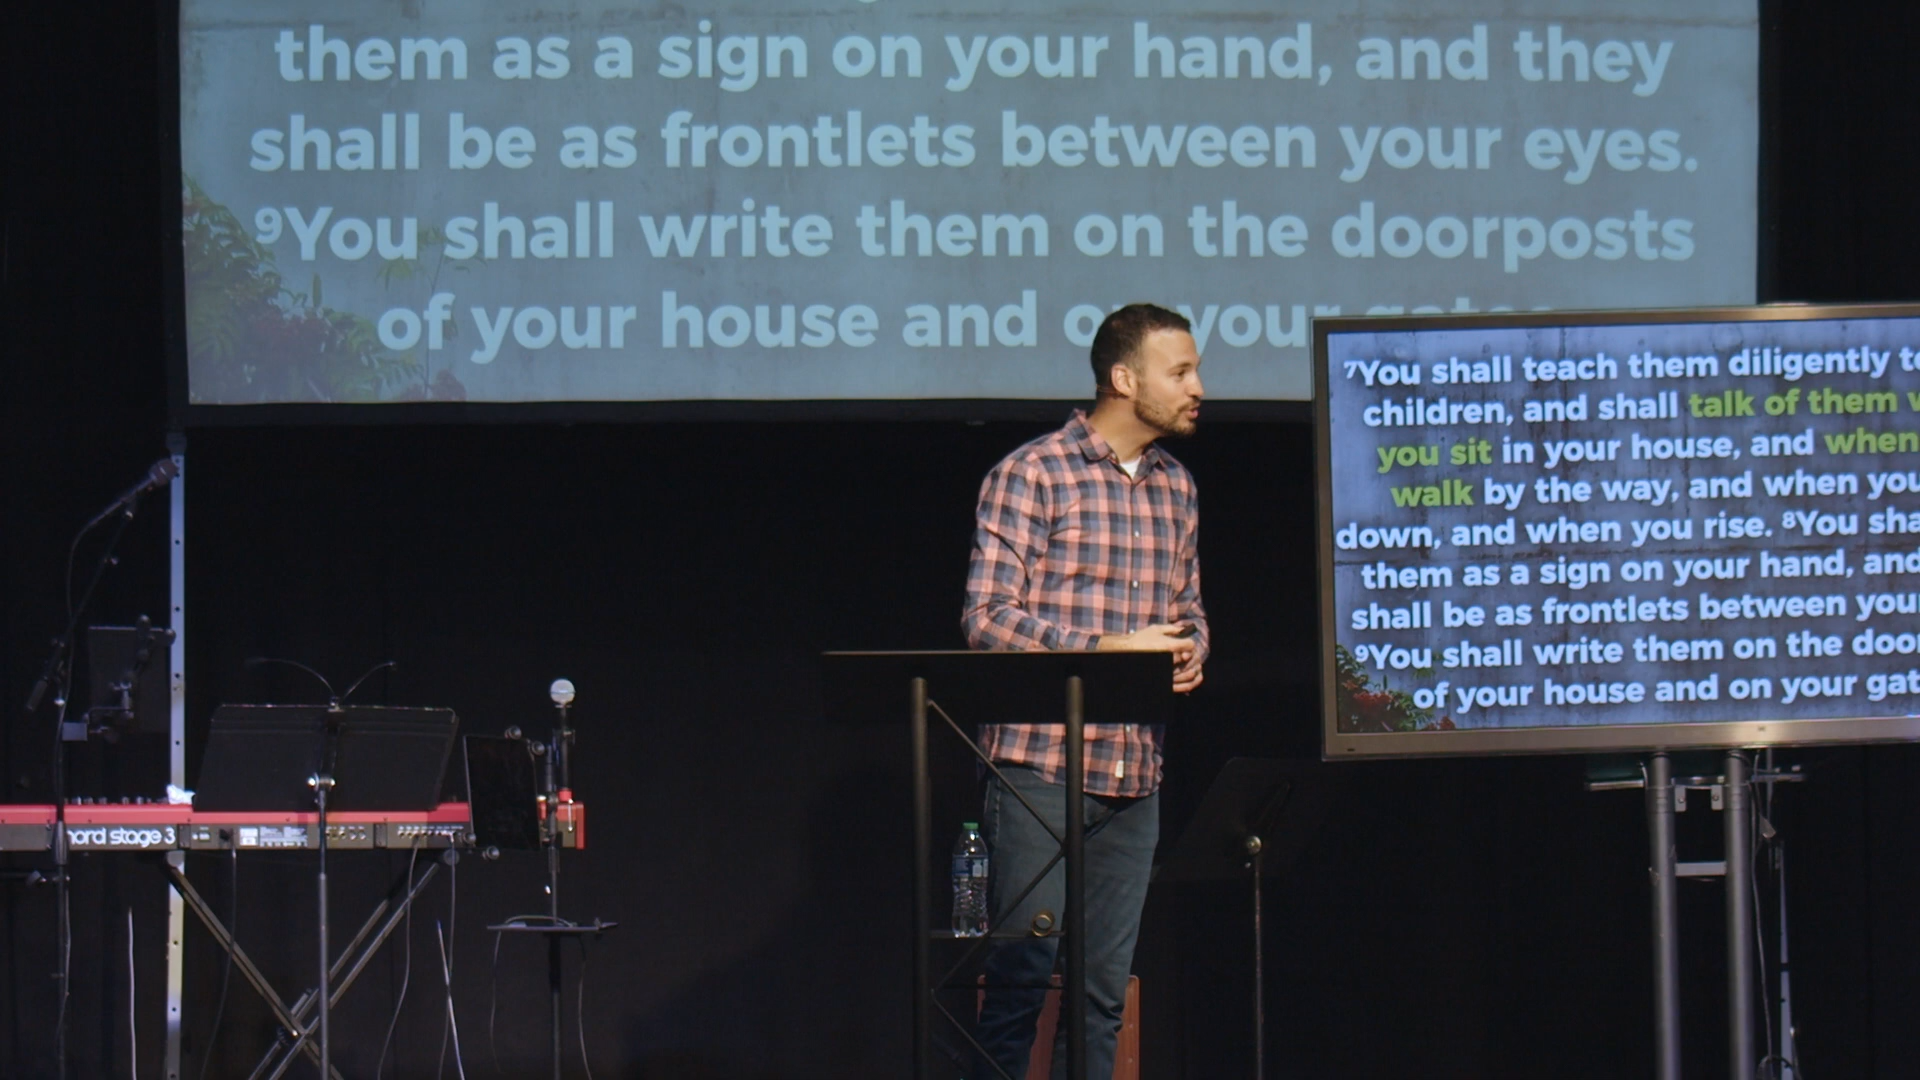 them as a sign on your hand, and they
shall be as frontlets between your eyes.
⁹You shall write them on the doorposts
of your house and on your gates.
⁷You shall teach them diligently
children, and shall talk of them
you sit in your house, and when
walk by the way, and when you
down, and when you rise. ⁸You
them as a sign on your hand, and
shall be as frontlets between your
⁹You shall write them on the
of your house and on your
nord stage 3